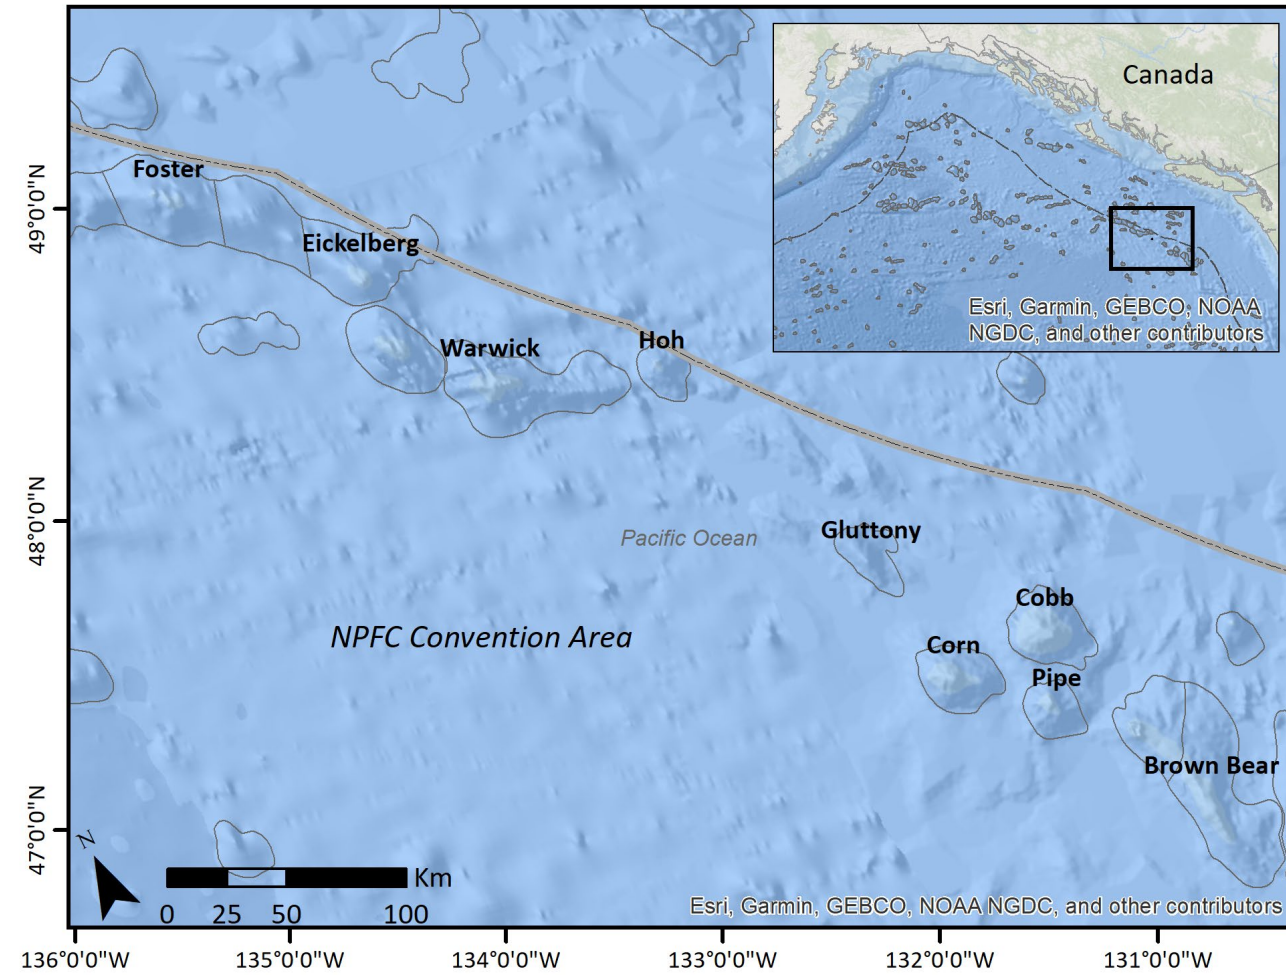 Canada
Esri, Garmin, GEBCO, NOAA
NGDC, and other contributors
Foster
Eickelberg
Warwick
Hoh
Pacific Ocean
Gluttony
NPFC Convention Area
Cobb
Corn
Pipe
Brown Bear
49°0'0"N
48°0'0"N
47°0'0"N
N
Km
0 25 50 100
Esri, Garmin, GEBCO, NOAA NGDC, and other contributors
136°0'0"W 135°0'0"W 134°0'0"W 133°0'0"W 132°0'0"W 131°0'0"W